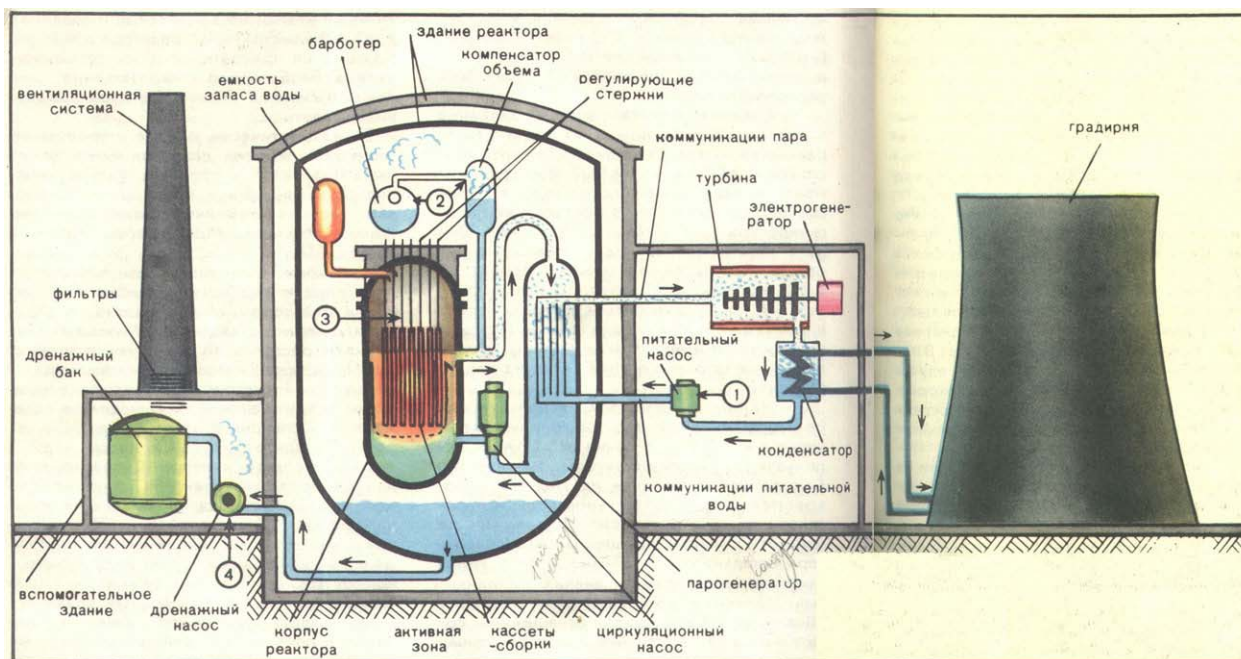 здание реактора
барботер
компенсатор
объема
емкость
запаса воды
регулирующие
стержни
вентиляционная
система
коммуникации пара
градирня
турбина
электрогене-
ратор
2
фильтры
3
дренажный
бак
питательный
насос
1
конденсатор
коммуникации питательной
воды
4
парогенератор
вспомогательное
здание
дренажный
насос
корпус
реактора
активная
зона
кассеты
-сборки
циркуляционный
насос